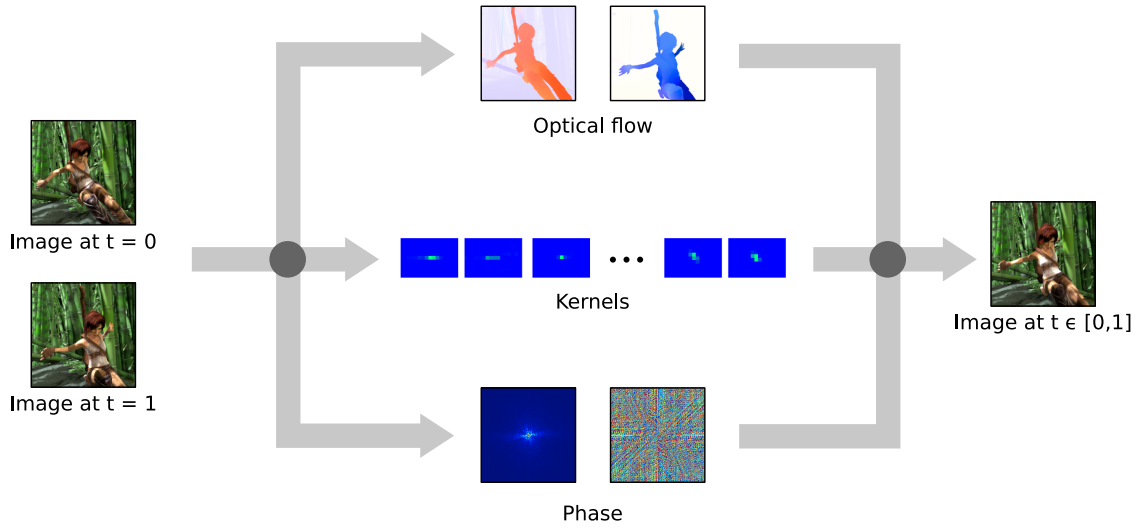 Optical flow
Image at t = 0
Kernels
Image at t = 1
Image at t ϵ [0,1]
Phase